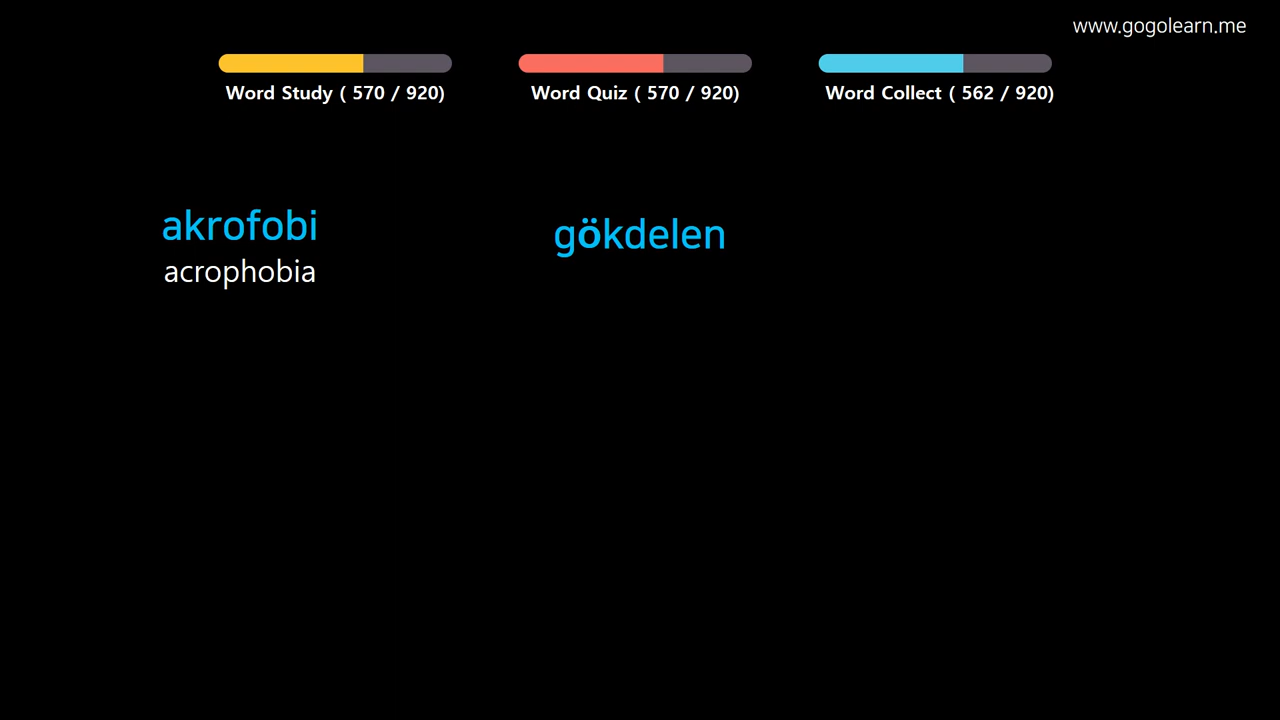 www.gogolearn.me
Word Study ( 570 / 920)
Word Quiz ( 570 / 920)
Word Collect ( 562 / 920)
akrofobi
acrophobia
gökdelen